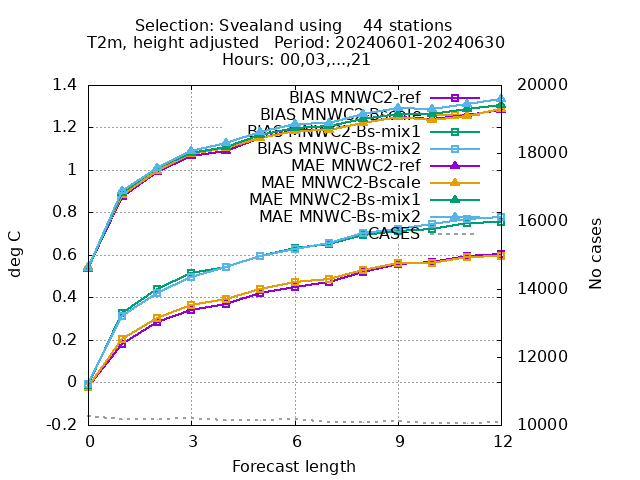 Selection: Svealand using 44 stations
T2m, height adjusted Period: 20240601-20240630
Hours: 00,03,...,21
deg C
1.4
1.2
1
0.8
0.6
0.4
0.2
0
-0.2
BIAS MNWC2-ref
BIAS MNWC2-Bscale
BIAS MNWC2-Bs-mix1
BIAS MNWC-Bs-mix2
MAE MNWC2-ref
MAE MNWC2-Bscale
MAE MNWC2-Bs-mix1
MAE MNWC-Bs-mix2
CASES
20000
18000
16000
14000
12000
10000
No cases
0 3 6 9 12
Forecast length